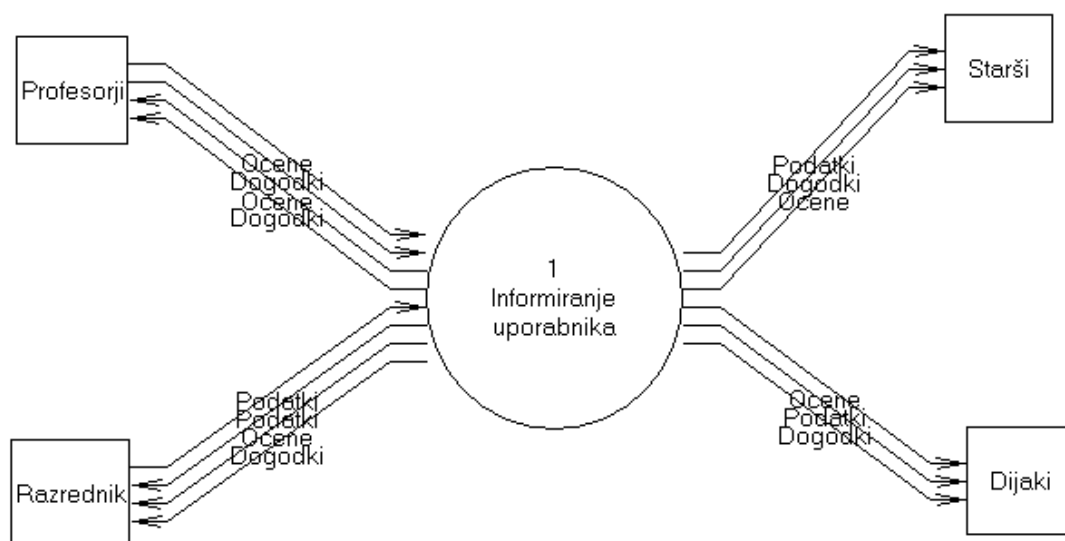 Profesorji
Starši
Ocene
Dogodki
Ocene
Dogodki
Podatki
Dogodki
Ocene
1
Informiranje
uporabnika
Podatki
Podatki
Ocene
Dogodki
Ocene
Podatki
Dogodki
Razrednik
Dijaki